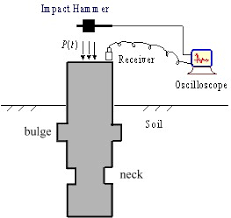 Impact Hammer
P(t)
Receiver
Oscilloscope
Soil
bulge
neck